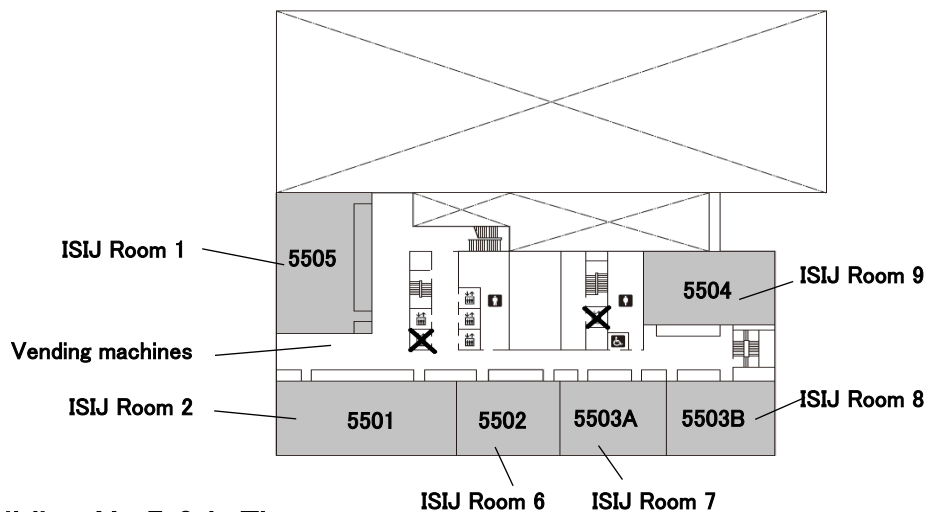 ISIJ Room 1
5505
ISIJ Room 9
5504
Vending machines
ISIJ Room 2
5501
5502
5503A
5503B
ISIJ Room 8
ISIJ Room 6
ISIJ Room 7